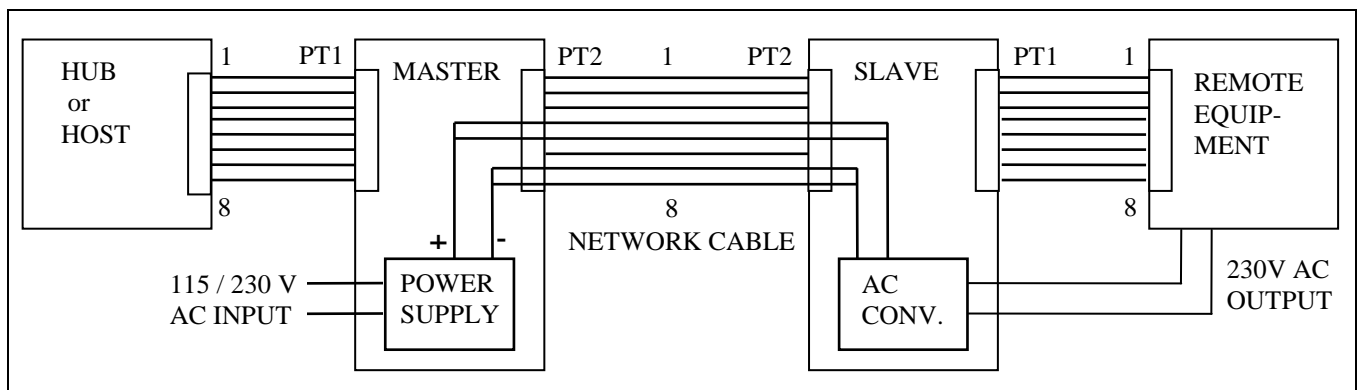 HUB
or
HOST
1
PT1
MASTER
PT2
1
PT2
SLAVE
PT1
1
REMOTE
EQUIP-
MENT
8
8
NETWORK CABLE
8
+
-
115 / 230 V
AC INPUT
POWER
SUPPLY
AC
CONV.
230V AC
OUTPUT